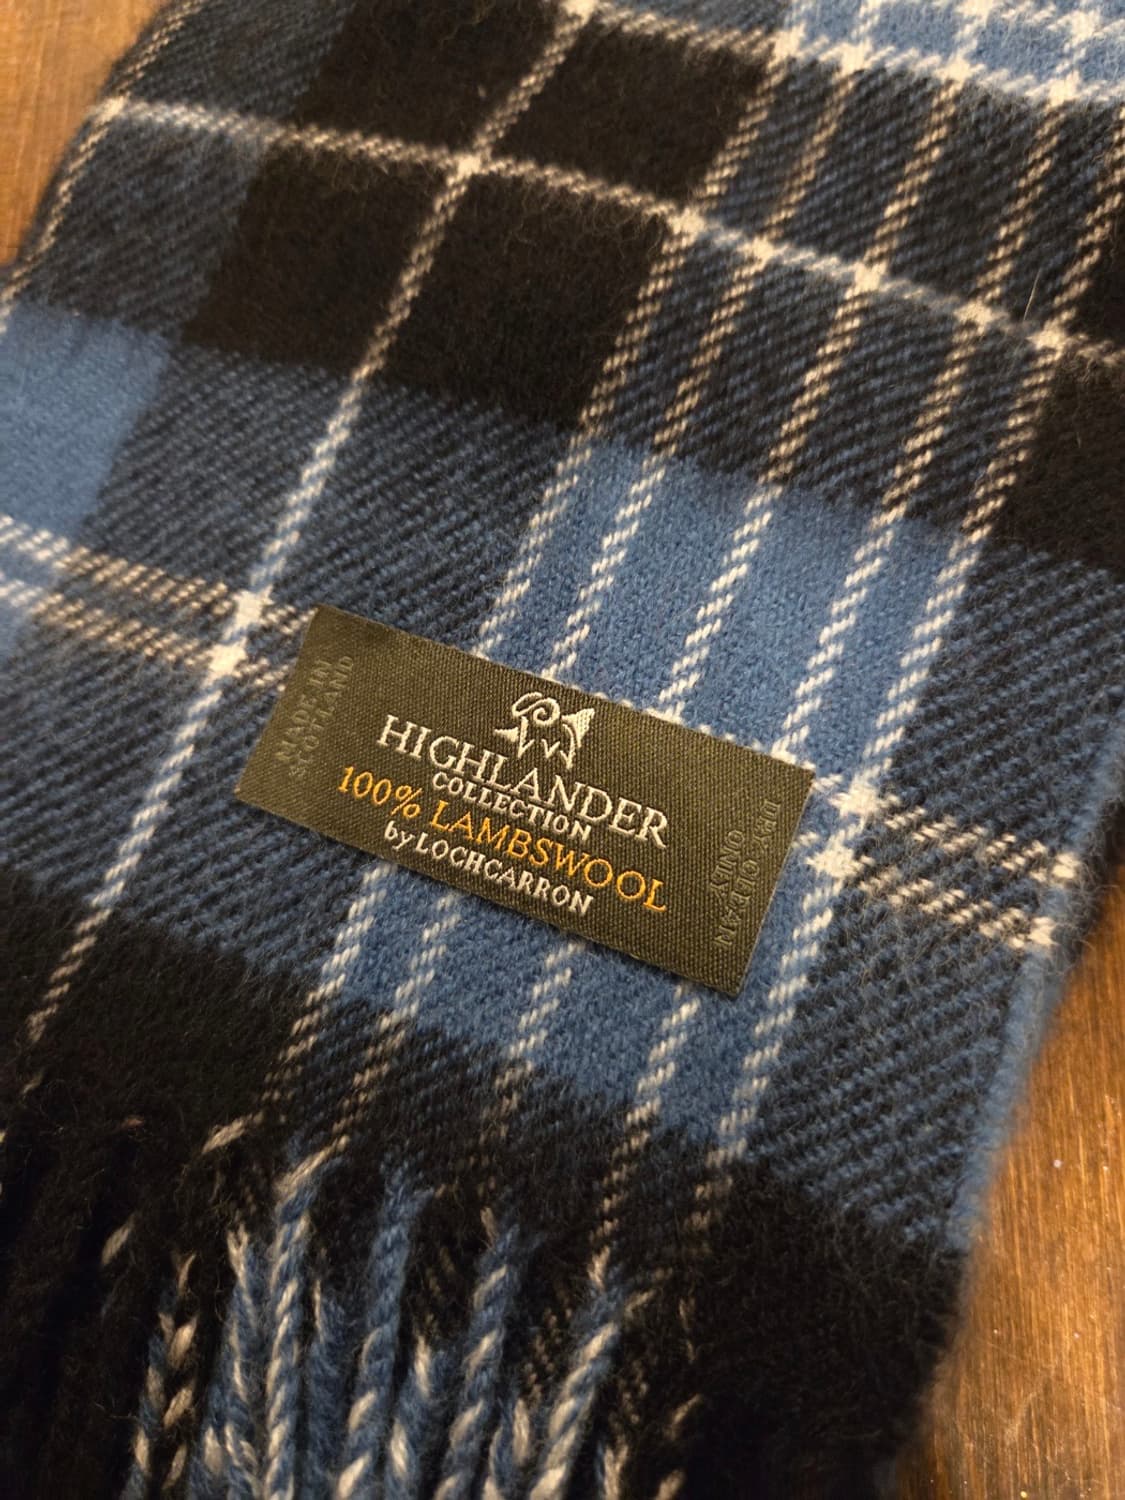 MADE IN
SCOTLAND
HIGHLANDER
COLLECTION
100% LAMBSWOOL
by LOCHCARRON
DRY CLEAN
ONLY